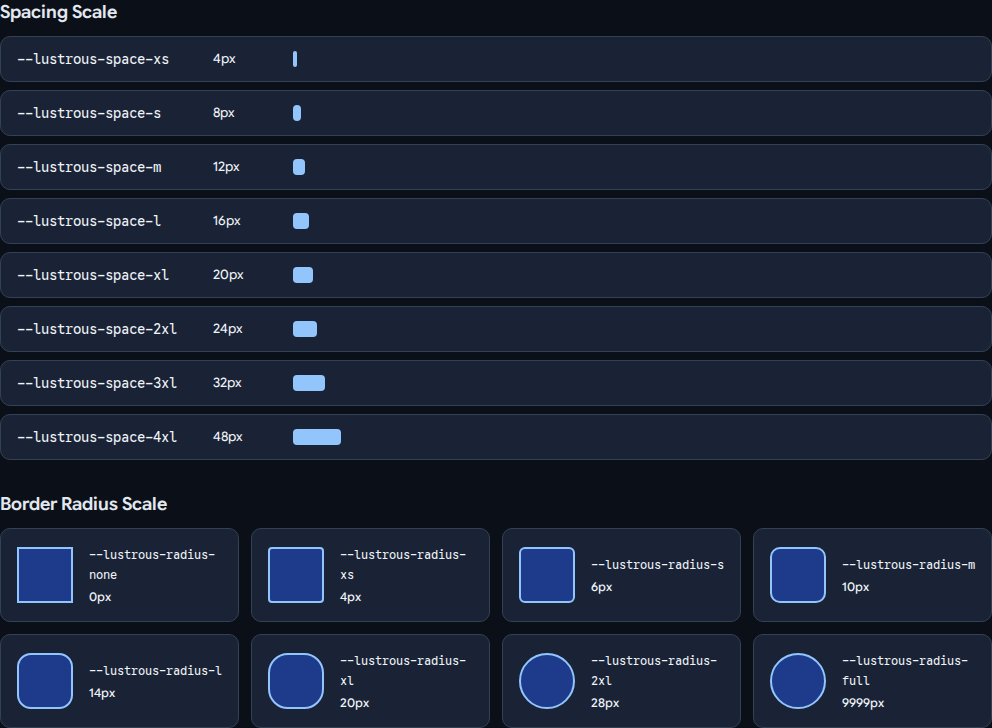 Spacing Scale
--lustrous-space-xs 4px
--lustrous-space-s 8px
--lustrous-space-m 12px
--lustrous-space-l 16px
--lustrous-space-xl 20px
--lustrous-space-2xl 24px
--lustrous-space-3xl 32px
--lustrous-space-4xl 48px
Border Radius Scale
--lustrous-radius-
none
0px
--lustrous-radius-
xs
4px
--lustrous-radius-s
6px
--lustrous-radius-m
10px
--lustrous-radius-l
14px
--lustrous-radius-
xl
20px
--lustrous-radius-
2xl
28px
--lustrous-radius-
full
9999px